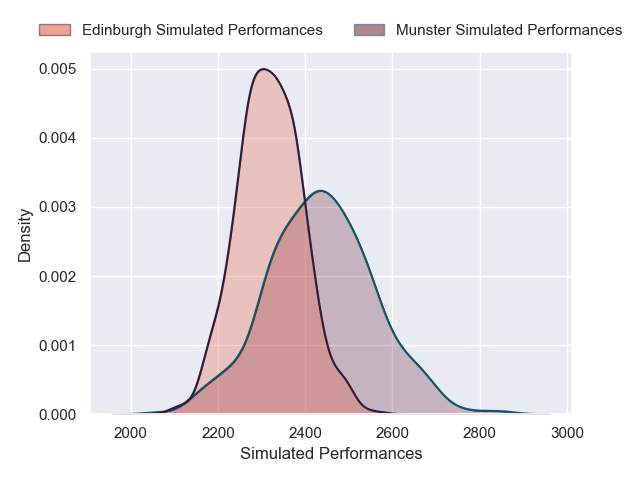 Edinburgh Simulated Performances Munster Simulated Performances
0.005
0.004
0.003
0.002
0.001
0.000
Density
2000 2200 2400 2600 2800 3000
Simulated Performances